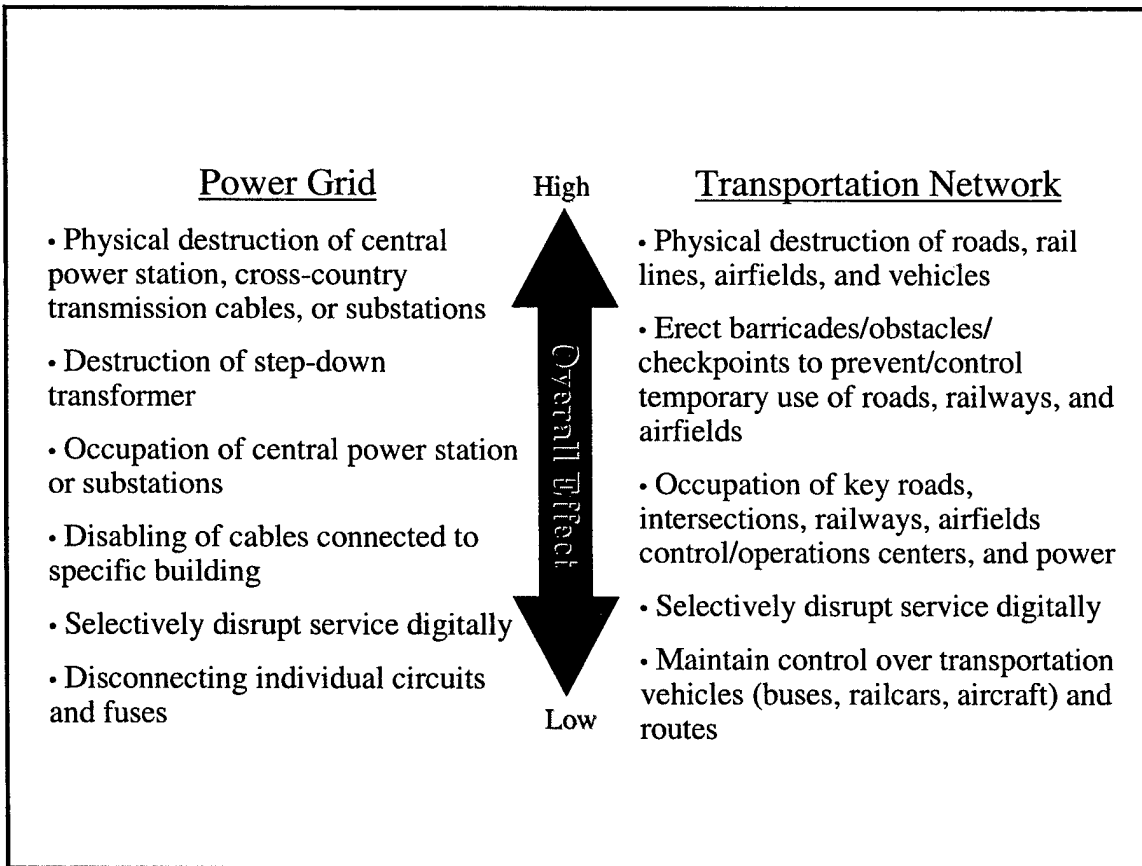 Power Grid
• Physical destruction of central
power station, cross-country
transmission cables, or substations
• Destruction of step-down
transformer
• Occupation of central power station
or substations
• Disabling of cables connected to
specific building
• Selectively disrupt service digitally
• Disconnecting individual circuits
and fuses
High
Overall Effect
Low
Transportation Network
• Physical destruction of roads, rail
lines, airfields, and vehicles
• Erect barricades/obstacles/
checkpoints to prevent/control
temporary use of roads, railways, and
airfields
• Occupation of key roads,
intersections, railways, airfields
control/operations centers, and power
• Selectively disrupt service digitally
• Maintain control over transportation
vehicles (buses, railcars, aircraft) and
routes